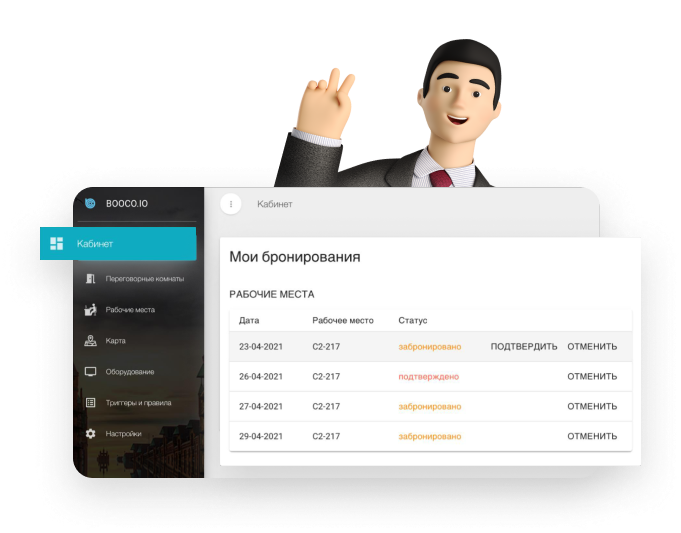 BOOCO.IO
Кабинет
Кабинет
Переговорные комнаты
Рабочие места
Карта
Оборудование
Триггеры и правила
Настройки
Мои бронирования
РАБОЧИЕ МЕСТА
Дата Рабочее место Статус
23-04-2021 C2-217 забронировано ПОДТВЕРДИТЬ ОТМЕНИТЬ
26-04-2021 C2-217 подтверждено ОТМЕНИТЬ
27-04-2021 C2-217 забронировано ОТМЕНИТЬ
29-04-2021 C2-217 забронировано ОТМЕНИТЬ